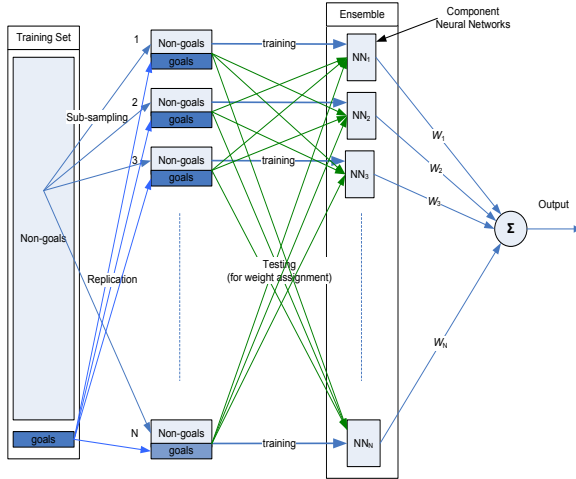 Training Set
Non-goals
goals
Sub-sampling
Replication
1
Non-goals
goals
2
Non-goals
goals
3
Non-goals
goals
N
Non-goals
goals
training
training
training
Testing
(for weight assignment)
Ensemble
Component
Neural Networks
NN1
NN2
NN3
NNN
W1
W2
W3
WN
Σ
Output